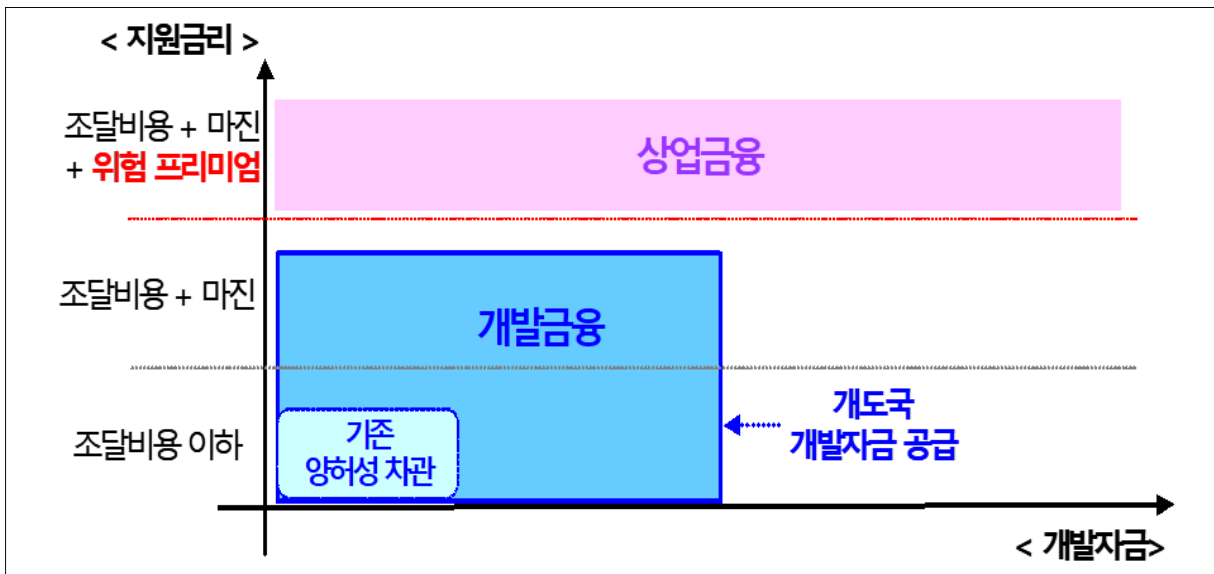 < 지원금리 >
조달비용 + 마진
+ 위험 프리미엄
상업금융
조달비용 + 마진
개발금융
개도국
개발자금 공급
조달비용 이하
기존
양허성 차관
< 개발자금>